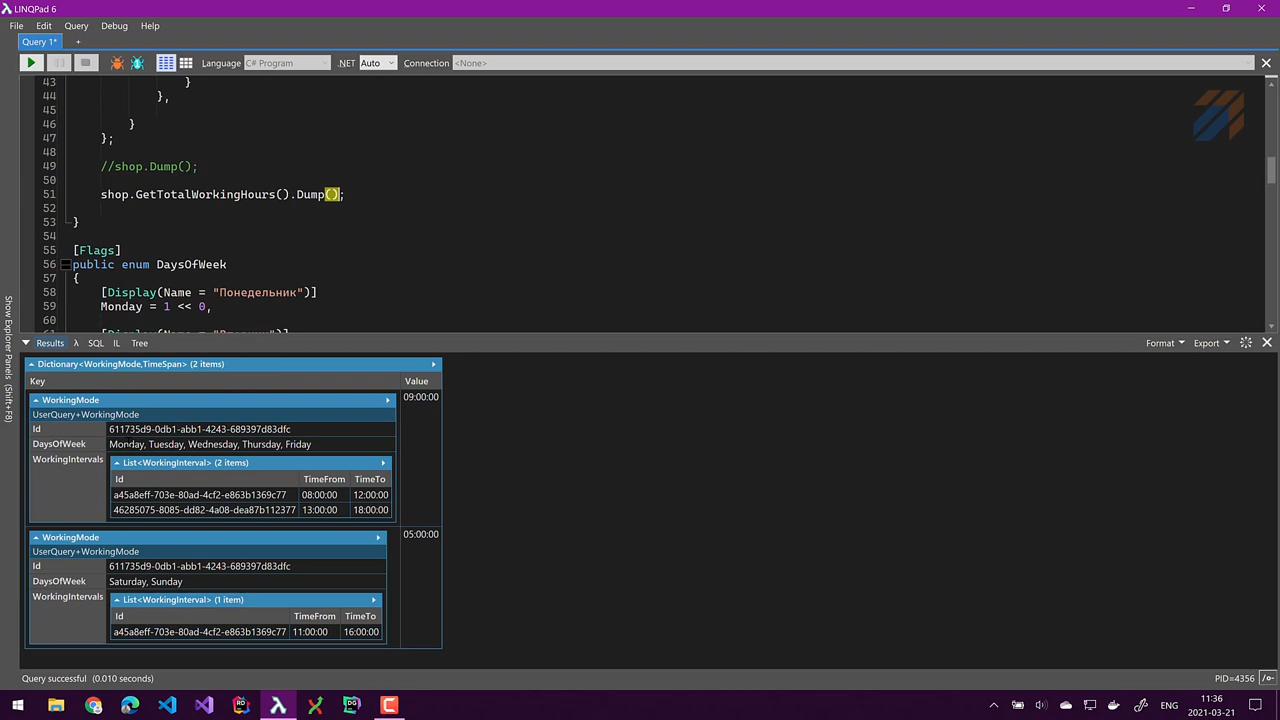 LINQPad 6
File Edit Query Debug Help
Query 1* +
Language C# Program .NET Auto Connection <None>
43 }
44 },
45
46 }
47 };
48
49 //shop.Dump();
50
51 shop.GetTotalWorkingHours().Dump();
52
53 }
54
55 [Flags]
56 public enum DaysOfWeek
57 {
58 [Display(Name = "Понедельник")]
59 Monday = 1 << 0,
60
Show Explorer Panels (Shift+F8)
Results λ SQL IL Tree Format Export
Dictionary<WorkingMode,TimeSpan> (2 items)
Key Value
WorkingMode 09:00:00
UserQuery+WorkingMode
Id 611735d9-0db1-abb1-4243-689397d83dfc
DaysOfWeek Monday, Tuesday, Wednesday, Thursday, Friday
WorkingIntervals List<WorkingInterval> (2 items)
Id TimeFrom TimeTo
a45a8eff-703e-80ad-4cf2-e863b1369c77 08:00:00 12:00:00
46285075-8085-dd82-4a08-dea87b112377 13:00:00 18:00:00
WorkingMode 05:00:00
UserQuery+WorkingMode
Id 611735d9-0db1-abb1-4243-689397d83dfc
DaysOfWeek Saturday, Sunday
WorkingIntervals List<WorkingInterval> (1 item)
Id TimeFrom TimeTo
a45a8eff-703e-80ad-4cf2-e863b1369c77 11:00:00 16:00:00
Query successful (0.010 seconds) PID=4356 /o-
ENG 11:36
2021-03-21